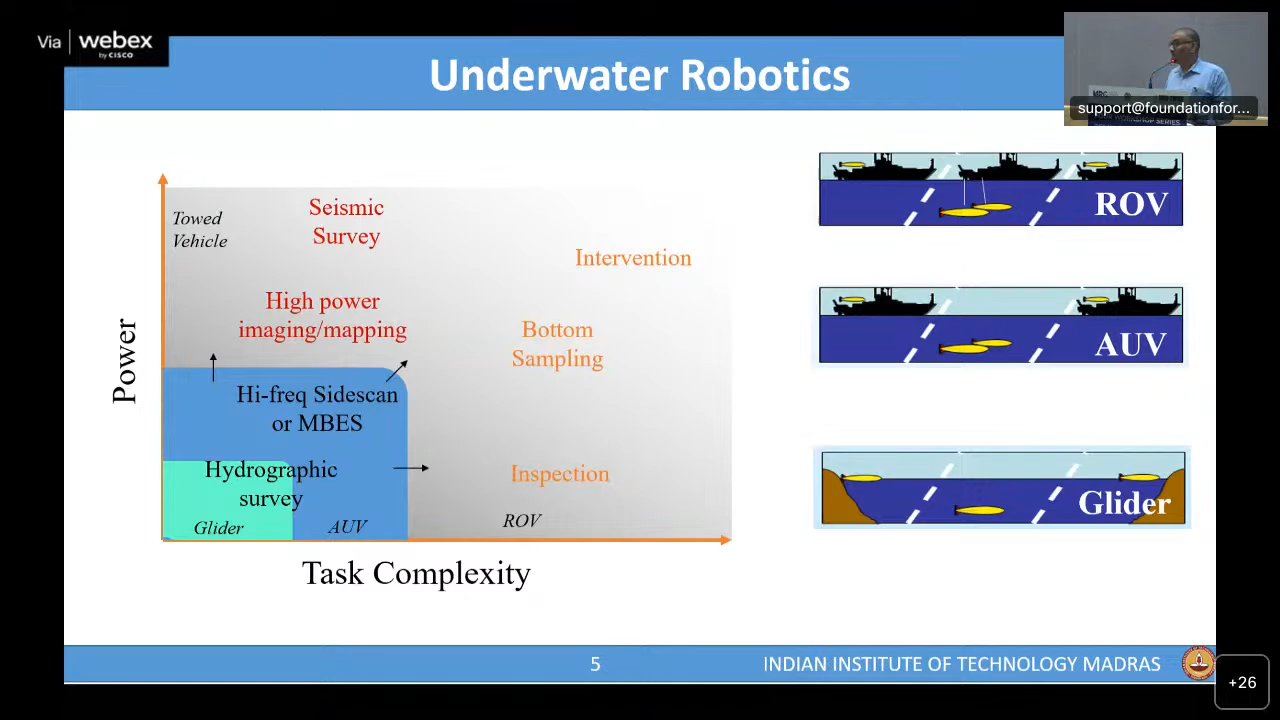 Via webex
by CISCO
Underwater Robotics
support@foundationfor...
WORKSHOP SERIES
Towed
Vehicle
Seismic
Survey
Intervention
High power
imaging/mapping
Bottom
Sampling
Hi-freq Sidescan
or MBES
Hydrographic
survey
Inspection
Glider
AUV
ROV
Power
Task Complexity
ROV
AUV
Glider
5
INDIAN INSTITUTE OF TECHNOLOGY MADRAS
+26